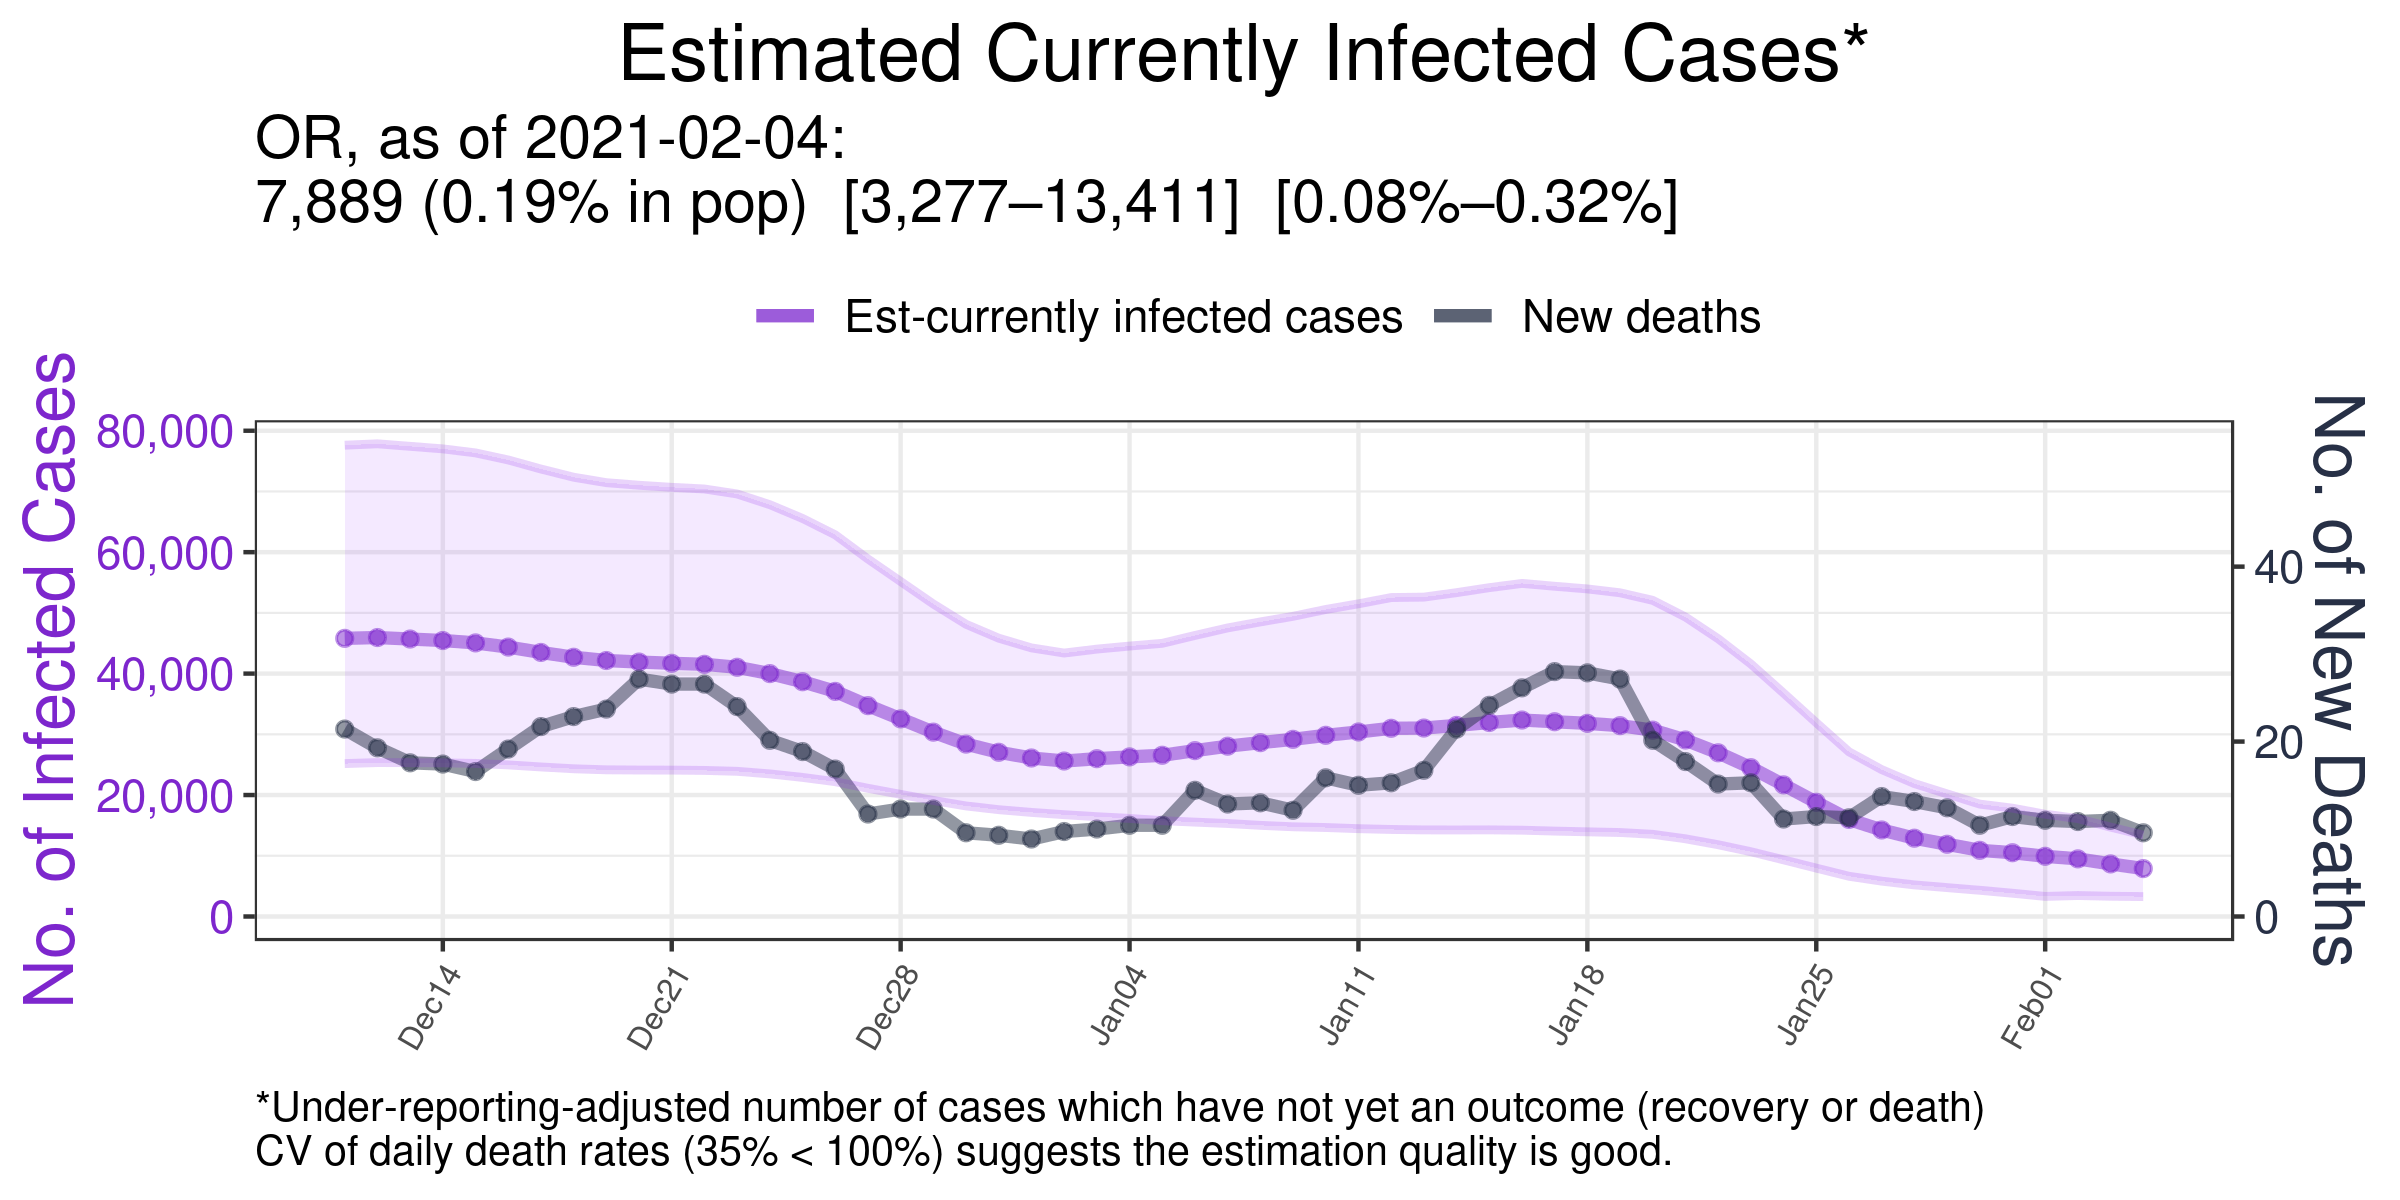 Estimated Currently Infected Cases*
OR, as of 2021-02-04:
7,889 (0.19% in pop)  [3,277–13,411]  [0.08%–0.32%]
Est-currently infected cases
New deaths
No. of Infected Cases
80,000
60,000
40,000
20,000
0
No. of New Deaths
40
20
0
Dec14
Dec21
Dec28
Jan04
Jan11
Jan18
Jan25
Feb01
*Under-reporting-adjusted number of cases which have not yet an outcome (recovery or death)
CV of daily death rates (35% < 100%) suggests the estimation quality is good.